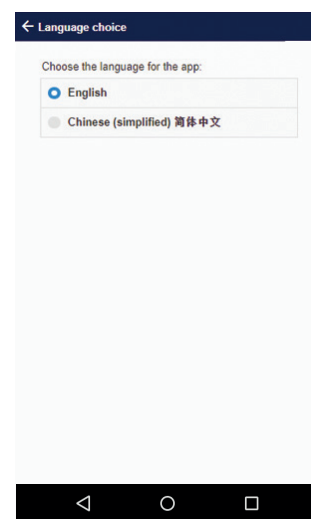 Language choice
Choose the language for the app:
English
Chinese (simplified) 简体中文